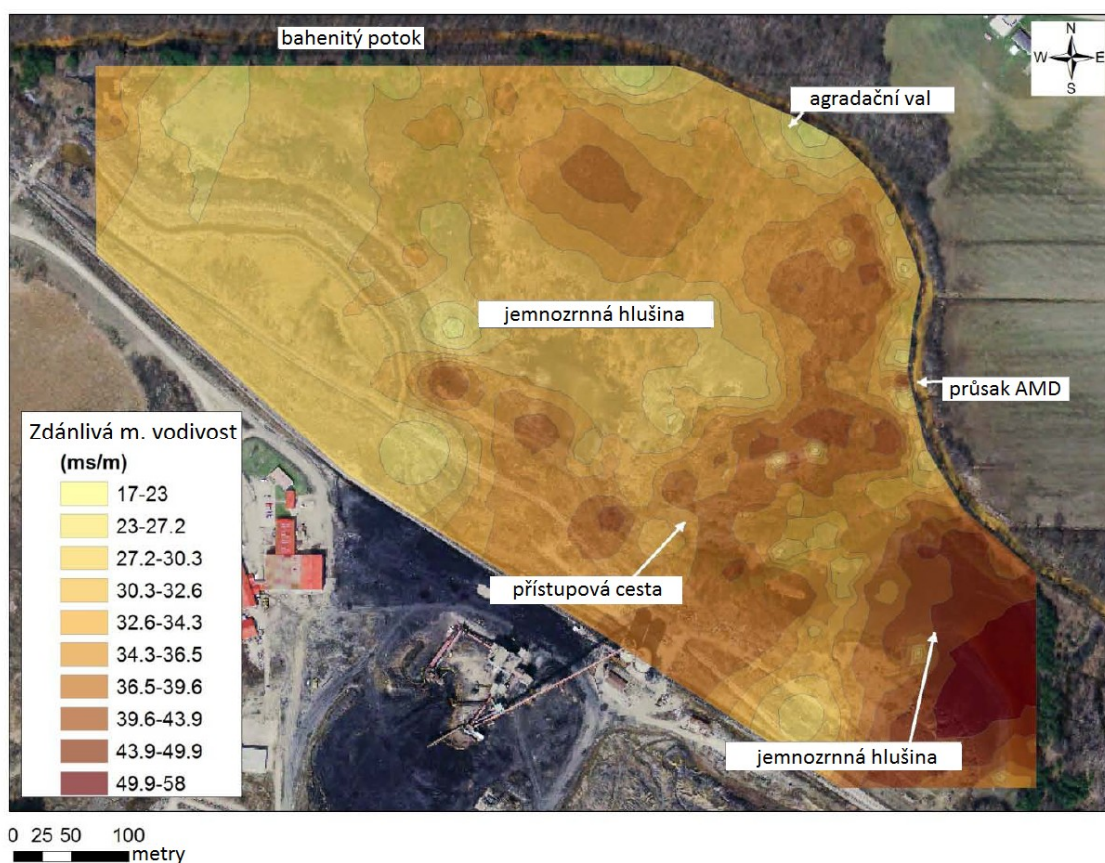 bahenitý potok
N
W E
S
agradační val
jemnozrnná hlušina
průsak AMD
přístupová cesta
jemnozrnná hlušina
Zdánlivá m. vodivost
(ms/m)
17-23
23-27.2
27.2-30.3
30.3-32.6
32.6-34.3
34.3-36.5
36.5-39.6
39.6-43.9
43.9-49.9
49.9-58
0 25 50 100
metry